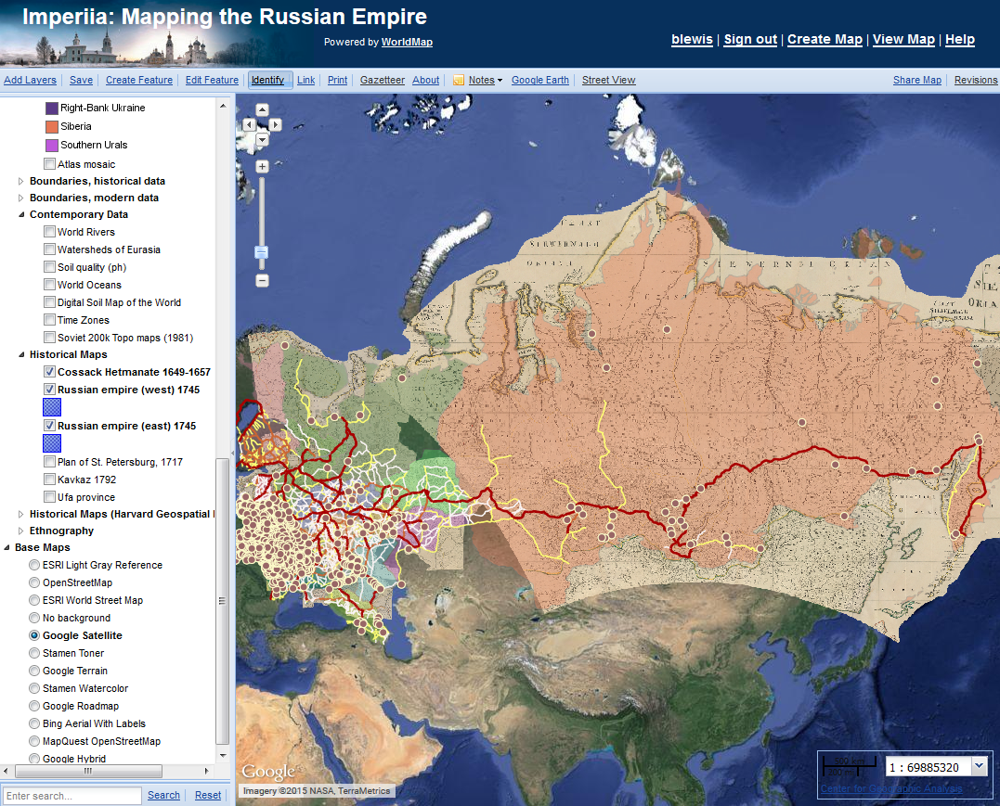 Imperiia: Mapping the Russian Empire
Powered by WorldMap
blewis | Sign out | Create Map | View Map | Help
Add Layers | Save | Create Feature | Edit Feature | Identify | Link | Print | Gazetteer | About | Notes | Google Earth | Street View
Share Map | Revisions
Right-Bank Ukraine
Siberia
Southern Urals
Atlas mosaic
Boundaries, historical data
Boundaries, modern data
Contemporary Data
World Rivers
Watersheds of Eurasia
Soil quality (ph)
World Oceans
Digital Soil Map of the World
Time Zones
Soviet 200k Topo maps (1981)
Historical Maps
Cossack Hetmanate 1649-1657
Russian empire (west) 1745
Russian empire (east) 1745
Plan of St. Petersburg, 1717
Kavkaz 1792
Ufa province
Historical Maps (Harvard Geospatial
Ethnography
Base Maps
ESRI Light Gray Reference
OpenStreetMap
ESRI World Street Map
No background
Google Satellite
Stamen Toner
Google Terrain
Stamen Watercolor
Google Roadmap
Bing Aerial With Labels
MapQuest OpenStreetMap
Google Hybrid
Enter search... Search | Reset
Google
Imagery ©2015 NASA, TerraMetrics
500 km
1 : 69885320
Center for Geographic Analysis